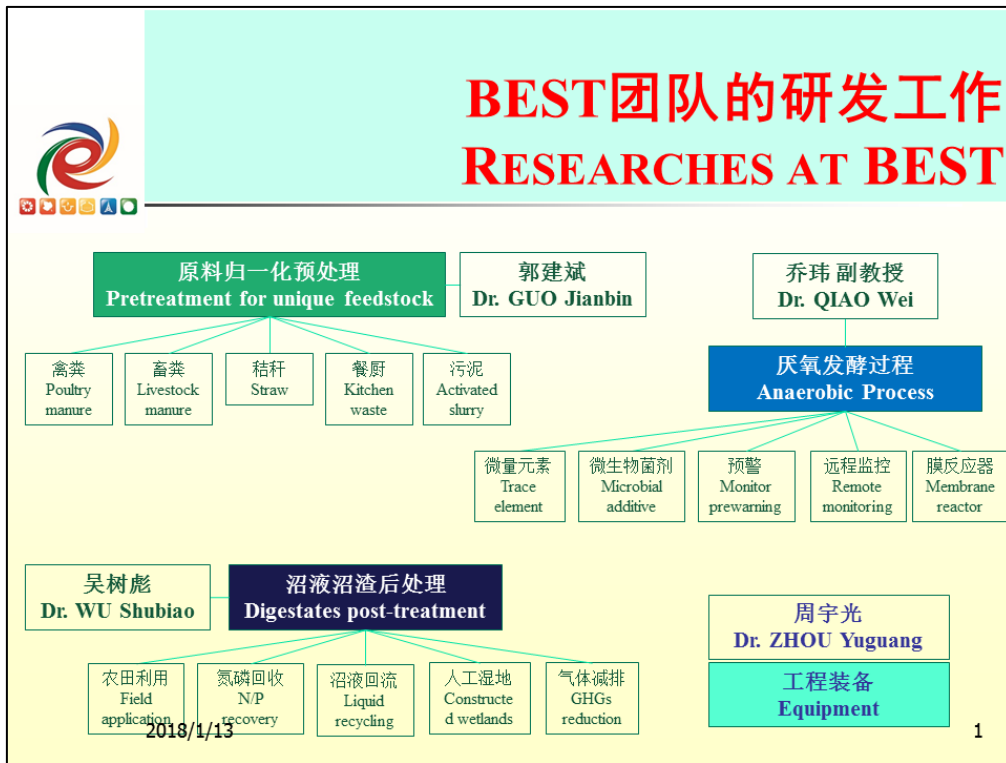 BEST团队的研发工作
RESEARCHES AT BEST
原料归一化预处理
Pretreatment for unique feedstock
郭建斌
Dr. GUO Jianbin
乔玮 副教授
Dr. QIAO Wei
禽粪
Poultry
manure
畜粪
Livestock
manure
秸秆
Straw
餐厨
Kitchen
waste
污泥
Activated
slurry
厌氧发酵过程
Anaerobic Process
微量元素
Trace
element
微生物菌剂
Microbial
additive
预警
Monitor
prewarning
远程监控
Remote
monitoring
膜反应器
Membrane
reactor
吴树彪
Dr. WU Shubiao
沼液沼渣后处理
Digestates post-treatment
农田利用
Field
application
氮磷回收
N/P
recovery
沼液回流
Liquid
recycling
人工湿地
Constructe
d wetlands
气体减排
GHGs
reduction
周宇光
Dr. ZHOU Yuguang
工程装备
Equipment
2018/1/13
1